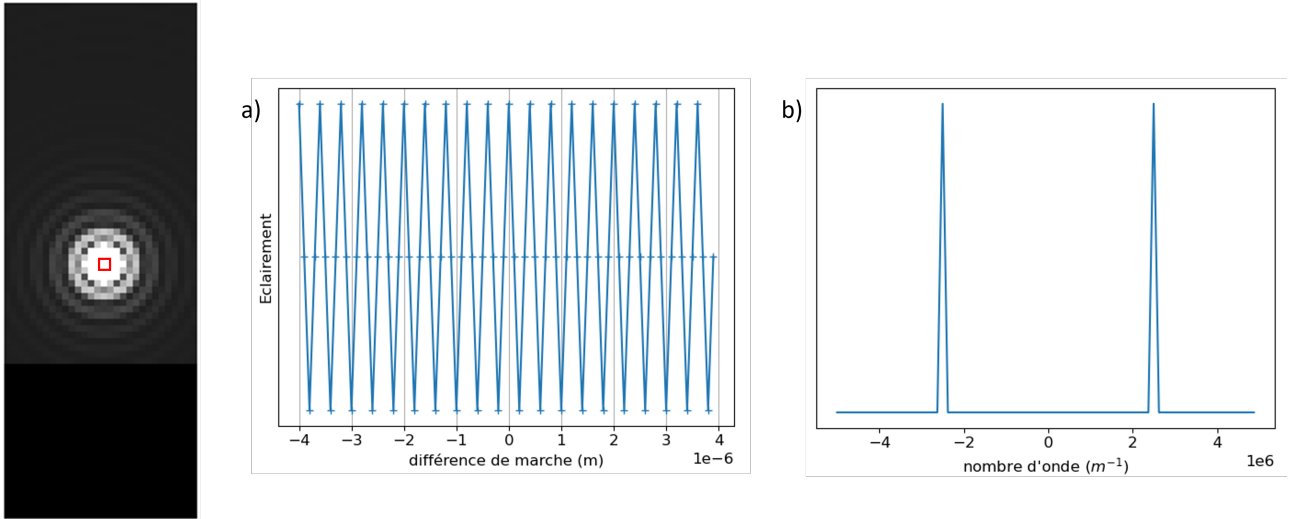 a)
Eclairement
−4 −3 −2 −1 0 1 2 3 4
1e−6
différence de marche (m)
b)
−4 −2 0 2 4
1e6
nombre d'onde (m⁻¹)